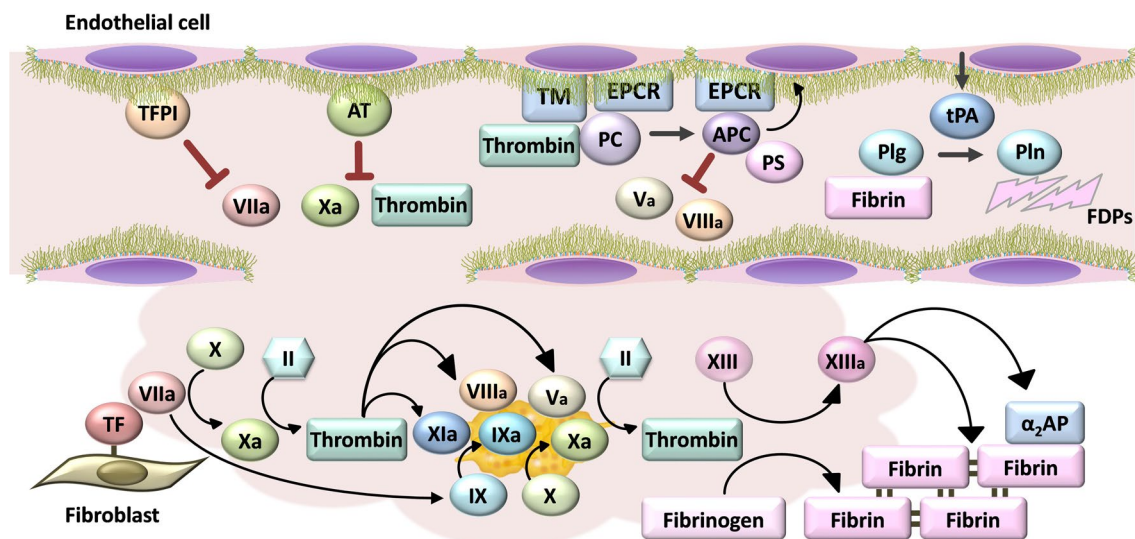 Endothelial cell
TFPI
AT
TM
EPCR
EPCR
tPA
Thrombin
PC
APC
PS
Plg
Pln
Fibrin
FDPs
VIIa
Xa
Thrombin
Va
VIIIa
X
II
II
XIII
XIIIa
VIIa
VIIIa
Va
TF
Xa
Thrombin
XIa
IXa
Xa
Thrombin
α₂AP
Fibrin
Fibrin
IX
X
Fibroblast
Fibrinogen
Fibrin
Fibrin